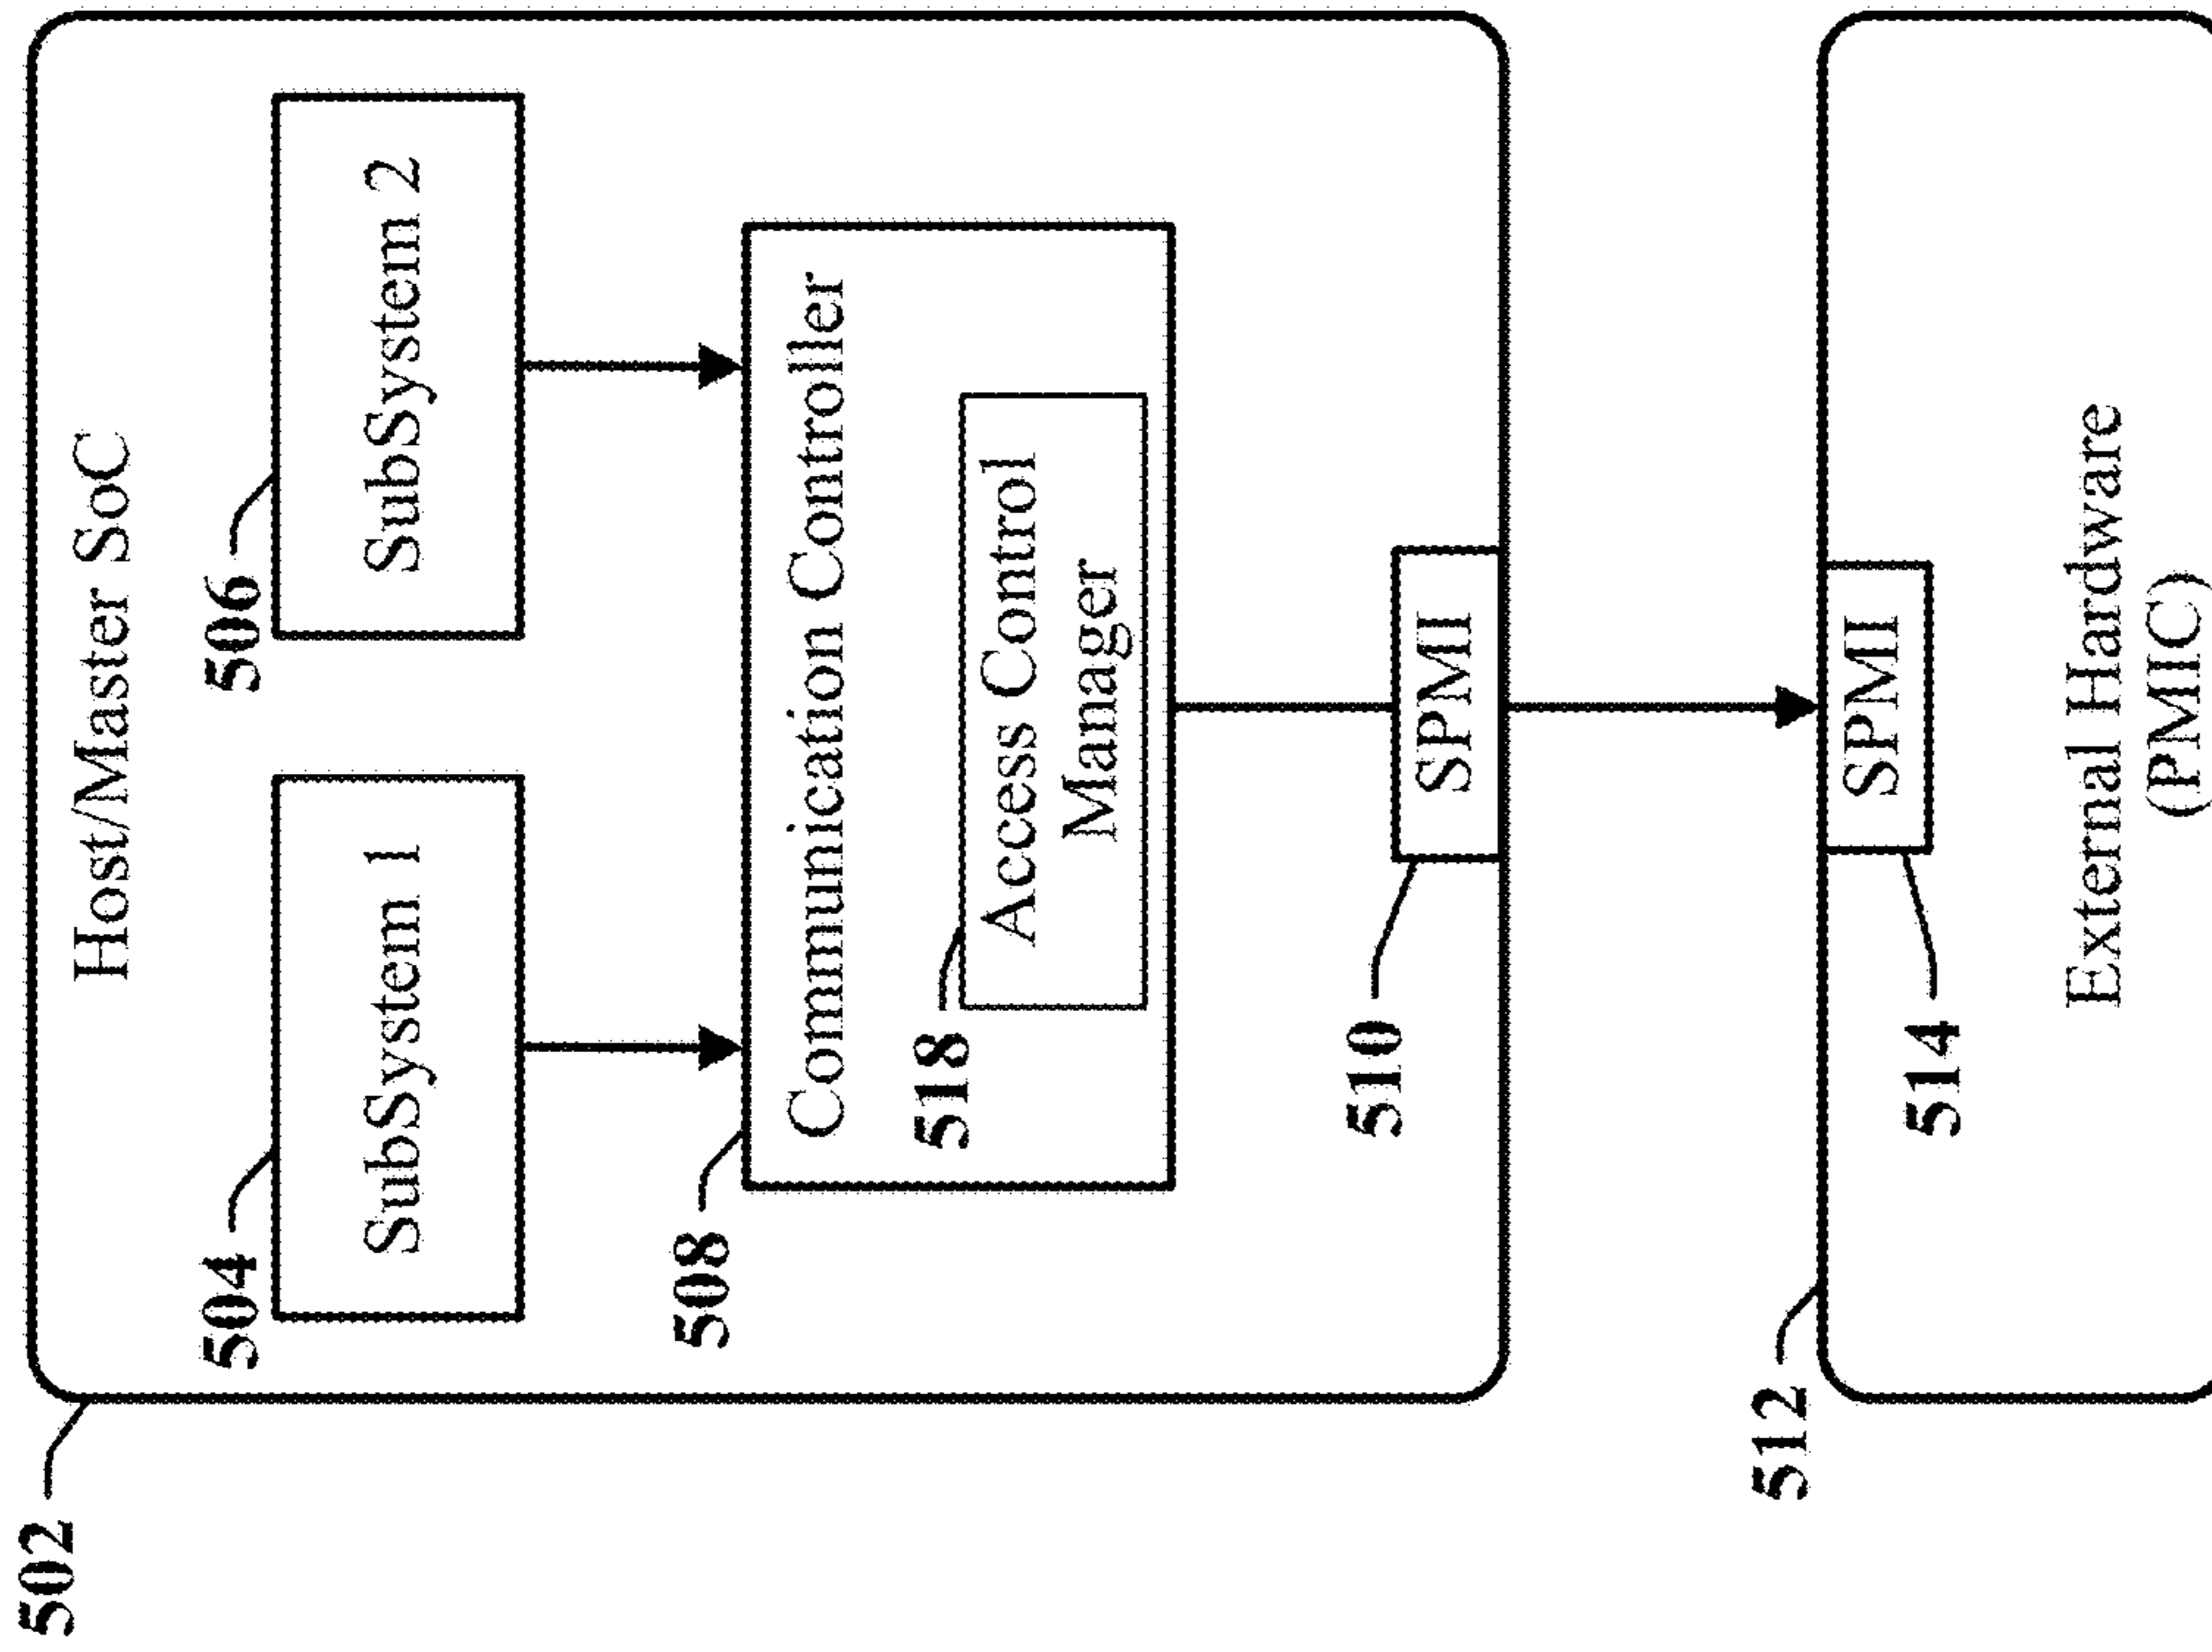 502
Host/Master SoC
504
506
SubSystem 1
SubSystem 2
508
Communication Controller
518
Access Control
Manager
510
SPMI
512
SPMI
514
External Hardware
(PMIC)